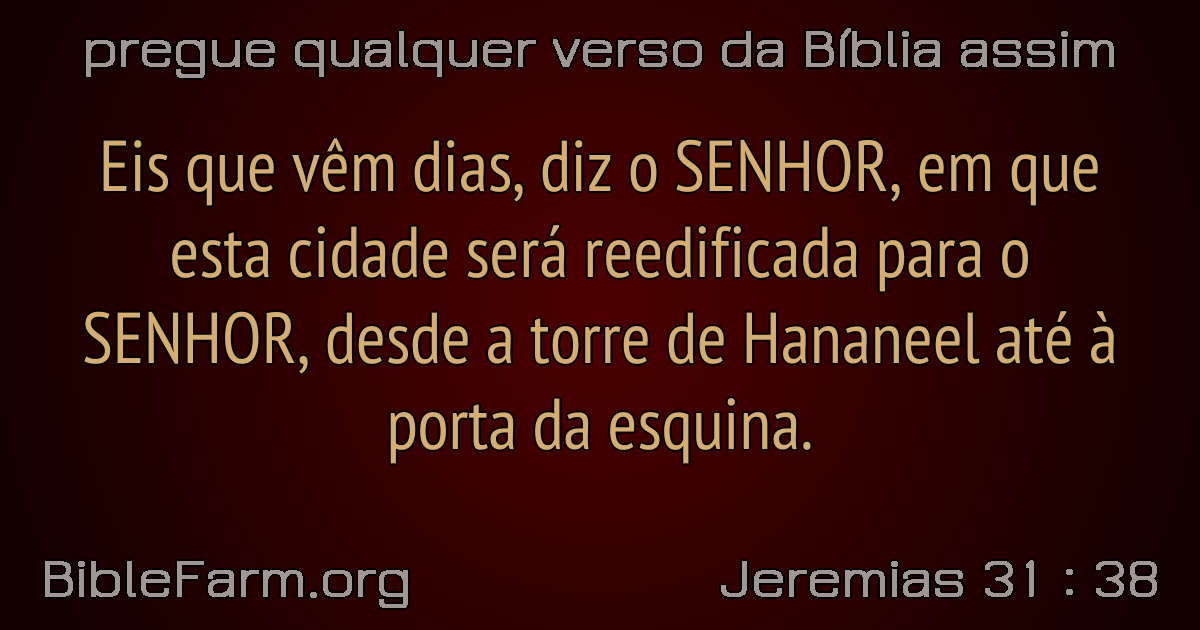 pregue qualquer verso da Bíblia assim
Eis que vêm dias, diz o SENHOR, em que
esta cidade será reedificada para o
SENHOR, desde a torre de Hananeel até à
porta da esquina.
BibleFarm.org
Jeremias 31 : 38